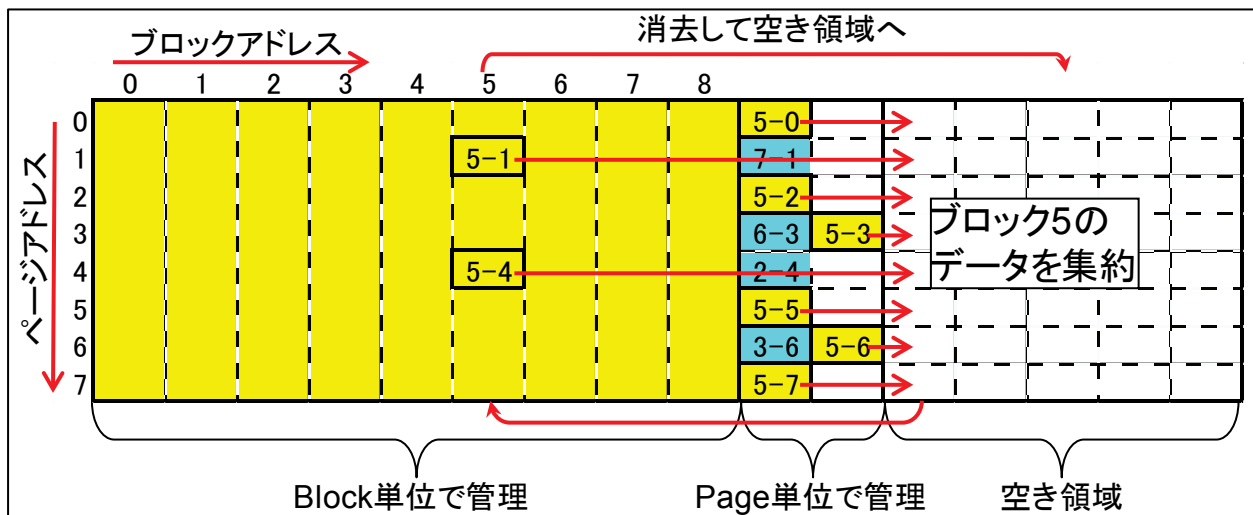 ブロックアドレス
消去して空き領域へ
0 1 2 3 4 5 6 7 8
ページアドレス
0 5-0
1 5-1 7-1
2 5-2
3 6-3 5-3
4 5-4 2-4
5 5-5
6 3-6 5-6
7 5-7
ブロック5の
データを集約
Block単位で管理
Page単位で管理
空き領域